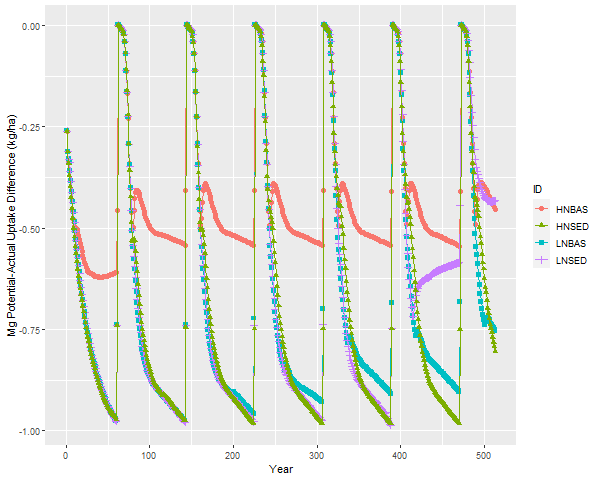 0.00
-0.25
-0.50
-0.75
-1.00
Mg Potential-Actual Uptake Difference (kg/ha)
0
100
200
300
400
500
Year
ID
HNBAS
HNSED
LNBAS
LNSED